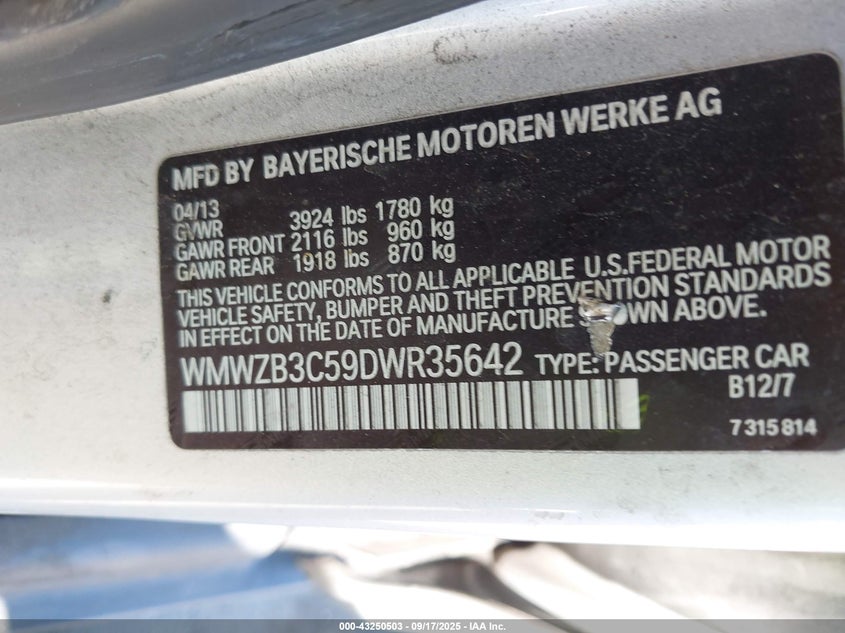 MFD BY BAYERISCHE MOTOREN WERKE AG
04/13
GVWR 3924 lbs 1780 kg
GAWR FRONT 2116 lbs 960 kg
GAWR REAR 1918 lbs 870 kg
THIS VEHICLE CONFORMS TO ALL APPLICABLE U.S.FEDERAL MOTOR
VEHICLE SAFETY, BUMPER AND THEFT PREVENTION STANDARDS
IN EFFECT ON THE DATE OF MANUFACTURE SHOWN ABOVE.
WMWZB3C59DWR35642 TYPE: PASSENGER CAR
B12/7
7315814
000-43250503 - 09/17/2025 - IAA Inc.